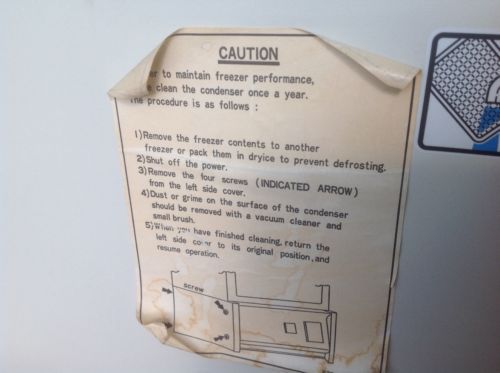 CAUTION
er to maintain freezer performance,
e clean the condenser once a year.
The procedure is as follows :
1)Remove the freezer contents to another
freezer or pack them in dryice to prevent defrosting.
2)Shut off the power.
3)Remove the four screws (INDICATED ARROW)
from the left side cover.
4)Dust or grime on the surface of the condenser
should be removed with a vacuum cleaner and
small brush.
5)When you have finished cleaning, return the
left side cover to its original position, and
resume operation.
screw